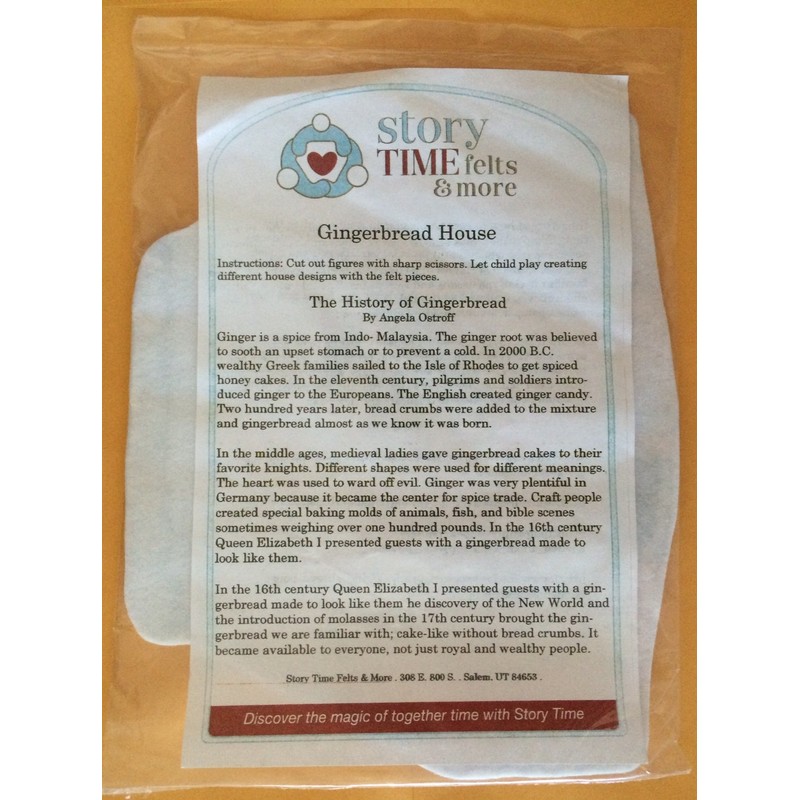 story
TIME felts
& more
Gingerbread House
Instructions: Cut out figures with sharp scissors. Let child play creating
different house designs with the felt pieces.
The History of Gingerbread
By Angela Ostroff
Ginger is a spice from Indo- Malaysia. The ginger root was believed
to sooth an upset stomach or to prevent a cold. In 2000 B.C.
wealthy Greek families sailed to the Isle of Rhodes to get spiced
honey cakes. In the eleventh century, pilgrims and soldiers intro-
duced ginger to the Europeans. The English created ginger candy.
Two hundred years later, bread crumbs were added to the mixture
and gingerbread almost as we know it was born.
In the middle ages, medieval ladies gave gingerbread cakes to their
favorite knights. Different shapes were used for different meanings.
The heart was used to ward off evil. Ginger was very plentiful in
Germany because it became the center for spice trade. Craft people
created special baking molds of animals, fish, and bible scenes
sometimes weighing over one hundred pounds. In the 16th century
Queen Elizabeth I presented guests with a gingerbread made to
look like them.
In the 16th century Queen Elizabeth I presented guests with a gin-
gerbread made to look like them he discovery of the New World and
the introduction of molasses in the 17th century brought the gin-
gerbread we are familiar with; cake-like without bread crumbs. It
became available to everyone, not just royal and wealthy people.
Story Time Felts & More . 308 E. 800 S. . Salem. UT 84653 .
Discover the magic of together time with Story Time